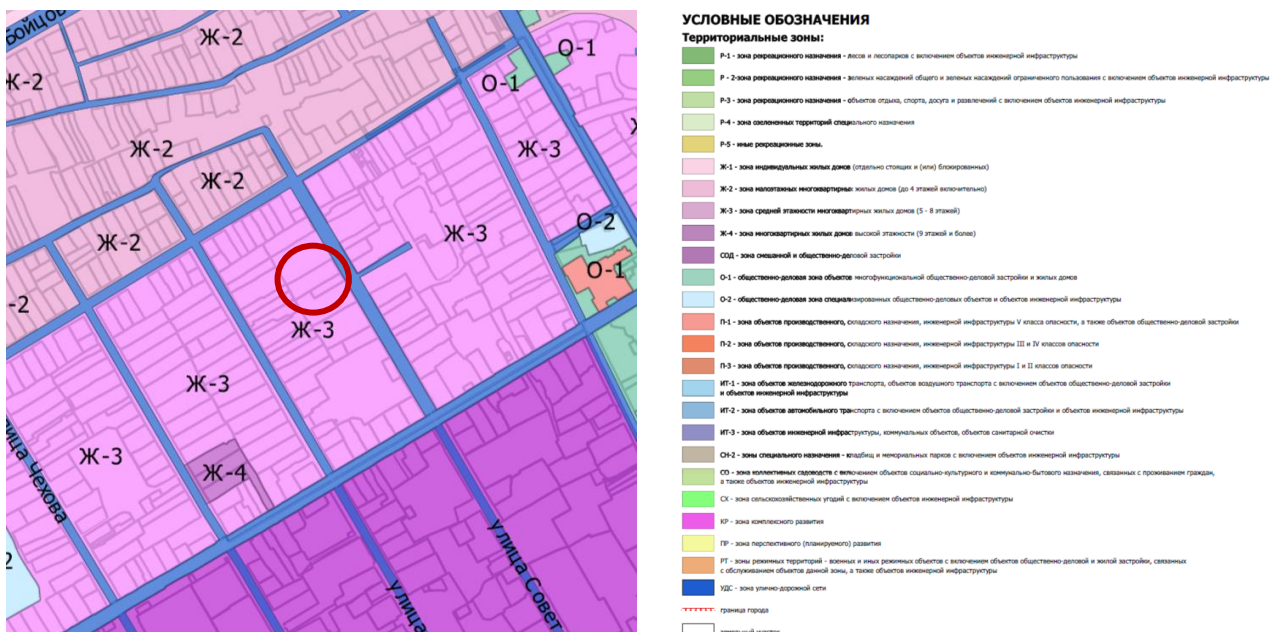 БОЙЦОВ
Ж-2
О-1
Ж-2
О-1
Ж-2
Ж-3
Ж-2
О-2
Ж-2
Ж-3
О-1
-2
Ж-3
Ж-3
Ж-3
Ж-4
улица Чехова
улица Совет
улица
УСЛОВНЫЕ ОБОЗНАЧЕНИЯ
Территориальные зоны:
Р-1 - зона рекреационного назначения - лесов и лесопарков с включением объектов инженерной инфраструктуры
Р - 2-зона рекреационного назначения - зеленых насаждений общего и зеленых насаждений ограниченного пользования с включением объектов инженерной инфраструктуры
Р-3 - зона рекреационного назначения - объектов отдыха, спорта, досуга и развлечений с включением объектов инженерной инфраструктуры
Р-4 - зона озелененных территорий специального назначения
Р-5 - иные рекреационные зоны.
Ж-1 - зона индивидуальных жилых домов (отдельно стоящих и (или) блокированных)
Ж-2 - зона малоэтажных многоквартирных жилых домов (до 4 этажей включительно)
Ж-3 - зона средней этажности многоквартирных жилых домов (5 - 8 этажей)
Ж-4 - зона многоквартирных жилых домов высокой этажности (9 этажей и более)
СОД - зона смешанной и общественно-деловой застройки
О-1 - общественно-деловая зона объектов многофункциональной общественно-деловой застройки и жилых домов
О-2 - общественно-деловая зона специализированных общественно-деловых объектов и объектов инженерной инфраструктуры
П-1 - зона объектов производственного, складского назначения, инженерной инфраструктуры V класса опасности, а также объектов общественно-деловой застройки
П-2 - зона объектов производственного, складского назначения, инженерной инфраструктуры III и IV классов опасности
П-3 - зона объектов производственного, складского назначения, инженерной инфраструктуры I и II классов опасности
ИТ-1 - зона объектов железнодорожного транспорта, объектов воздушного транспорта с включением объектов общественно-деловой застройки
и объектов инженерной инфраструктуры
ИТ-2 - зона объектов автомобильного транспорта с включением объектов общественно-деловой застройки и объектов инженерной инфраструктуры
ИТ-3 - зона объектов инженерной инфраструктуры, коммунальных объектов, объектов санитарной очистки
СН-2 - зоны специального назначения - кладбищ и мемориальных парков с включением объектов инженерной инфраструктуры
СО - зона коллективных садоводств с включением объектов социально-культурного и коммунально-бытового назначения, связанных с проживанием граждан,
а также объектов инженерной инфраструктуры
СХ - зона сельскохозяйственных угодий с включением объектов инженерной инфраструктуры
КР - зона комплексного развития
ПР - зона перспективного (планируемого) развития
РТ - зоны режимных территорий - военных и иных режимных объектов с включением объектов общественно-деловой и жилой застройки, связанных
с обслуживанием объектов данной зоны, а также объектов инженерной инфраструктуры
УДС - зона улично-дорожной сети
граница города